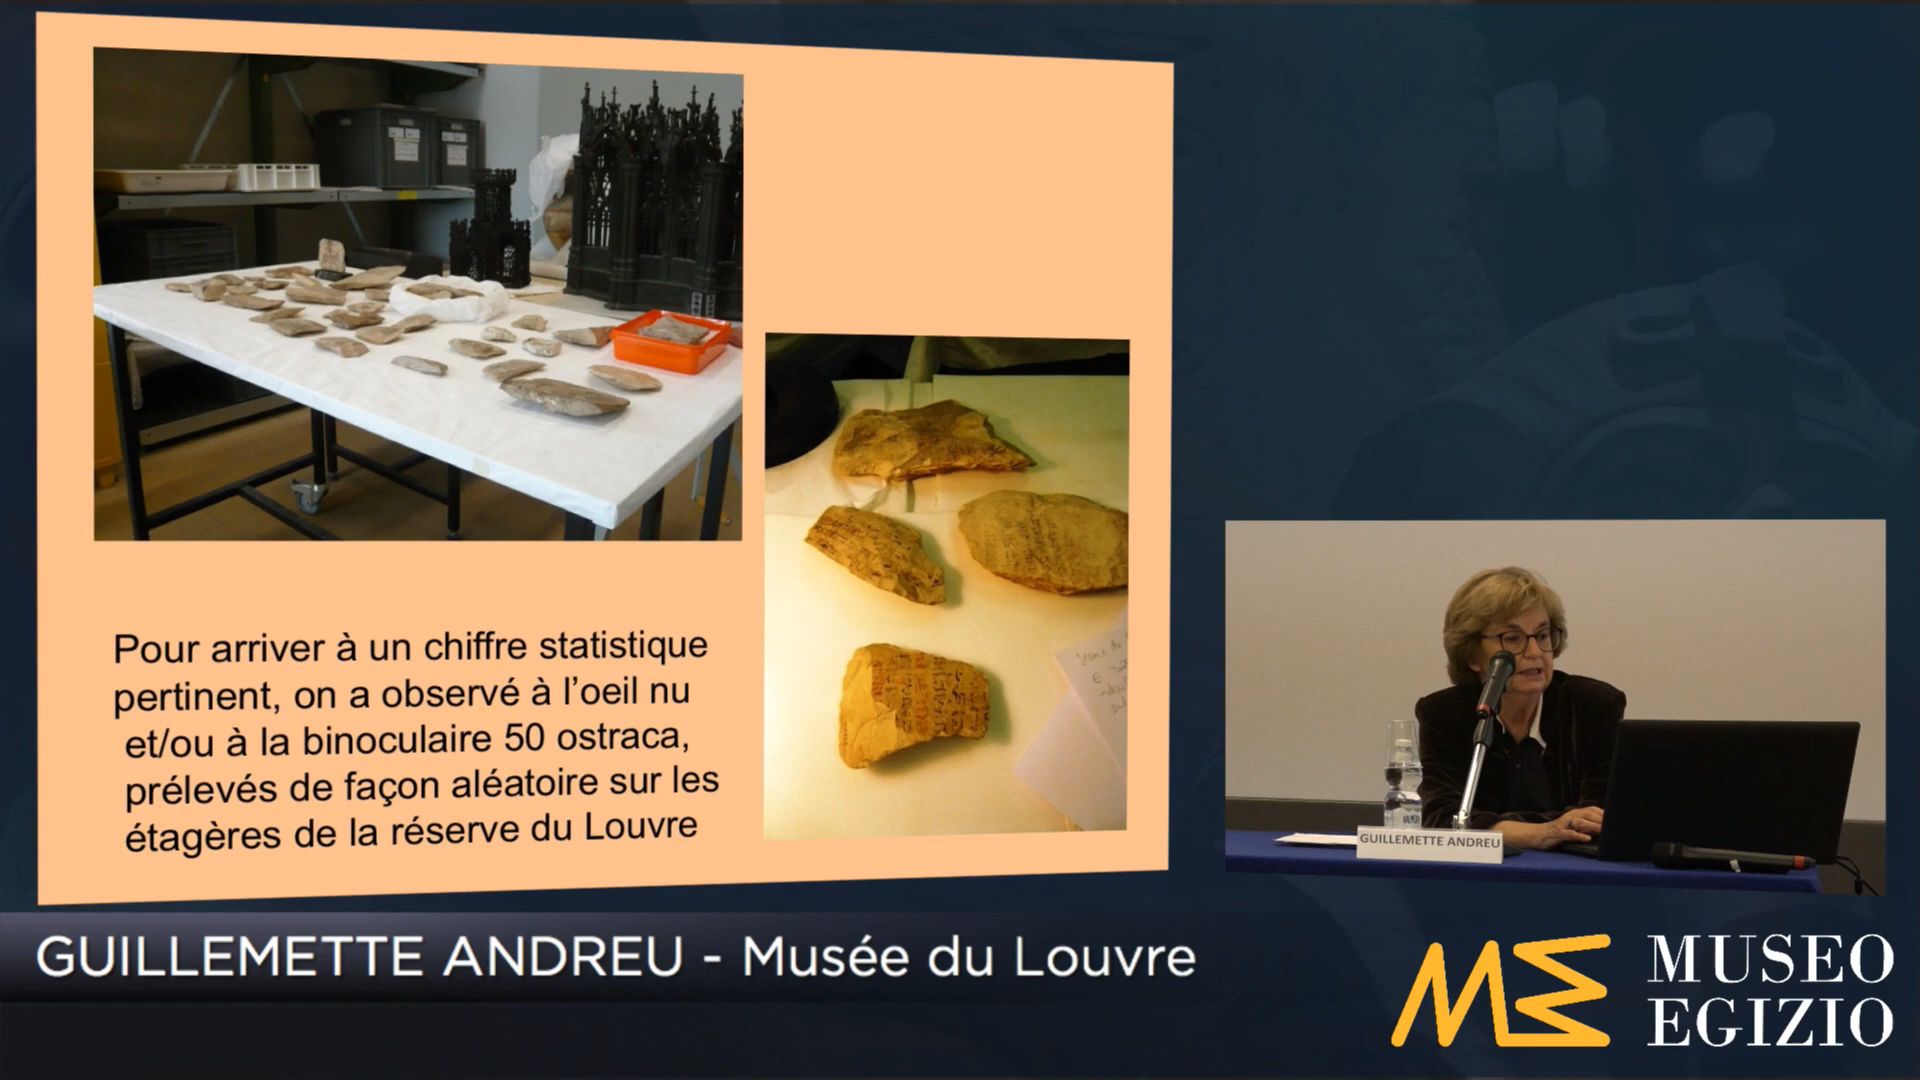 Pour arriver à un chiffre statistique
pertinent, on a observé à l'oeil nu
et/ou à la binoculaire 50 ostraca,
prélevés de façon aléatoire sur les
étagères de la réserve du Louvre
GUILLEMETTE ANDREU
GUILLEMETTE ANDREU - Musée du Louvre
ME
MUSEO
EGIZIO